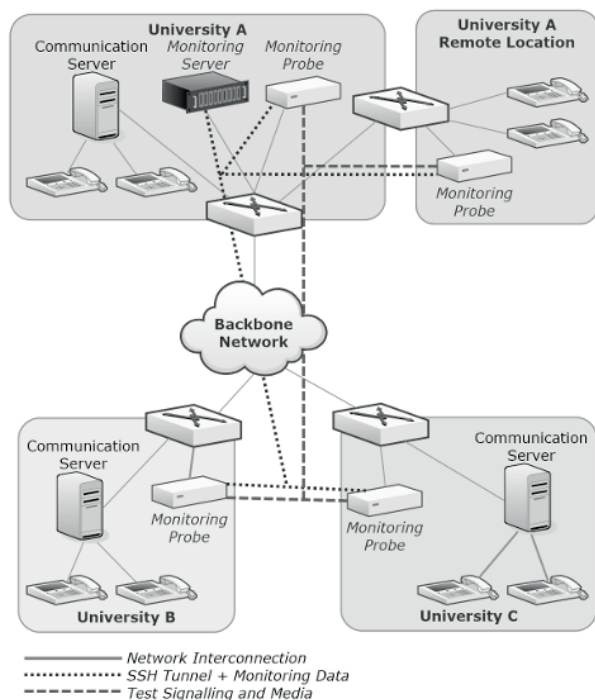 University A
Communication
Server
Monitoring
Server
Monitoring
Probe
University A
Remote Location
Monitoring
Probe
Backbone
Network
Communication
Server
Monitoring
Probe
University B
Communication
Server
Monitoring
Probe
University C
Network Interconnection
SSH Tunnel + Monitoring Data
Test Signalling and Media